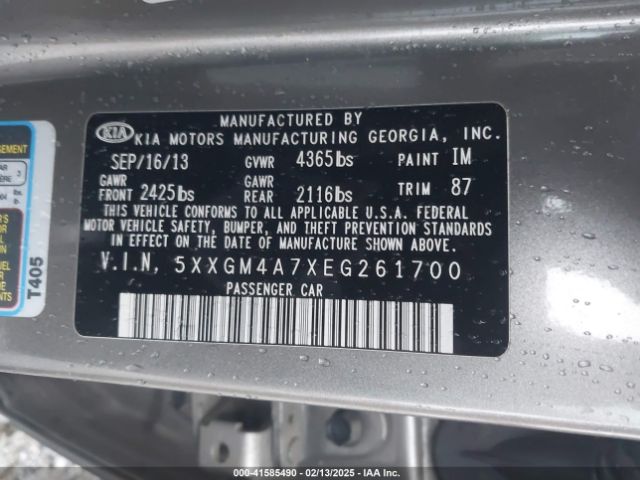 MANUFACTURED BY
KIA KIA MOTORS MANUFACTURING GEORGIA, INC.
SEP/16/13 GVWR 4365lbs PAINT IM
GAWR FRONT 2425lbs GAWR REAR 2116lbs TRIM 87
THIS VEHICLE CONFORMS TO ALL APPLICABLE U.S.A. FEDERAL
MOTOR VEHICLE SAFETY, BUMPER, AND THEFT PREVENTION STANDARDS
IN EFFECT ON THE DATE OF MANUFACTURE SHOWN ABOVE.
V.I.N. 5XXGM4A7XEG261700
PASSENGER CAR
T405
000-41585490 - 02/13/2025 - IAA Inc.